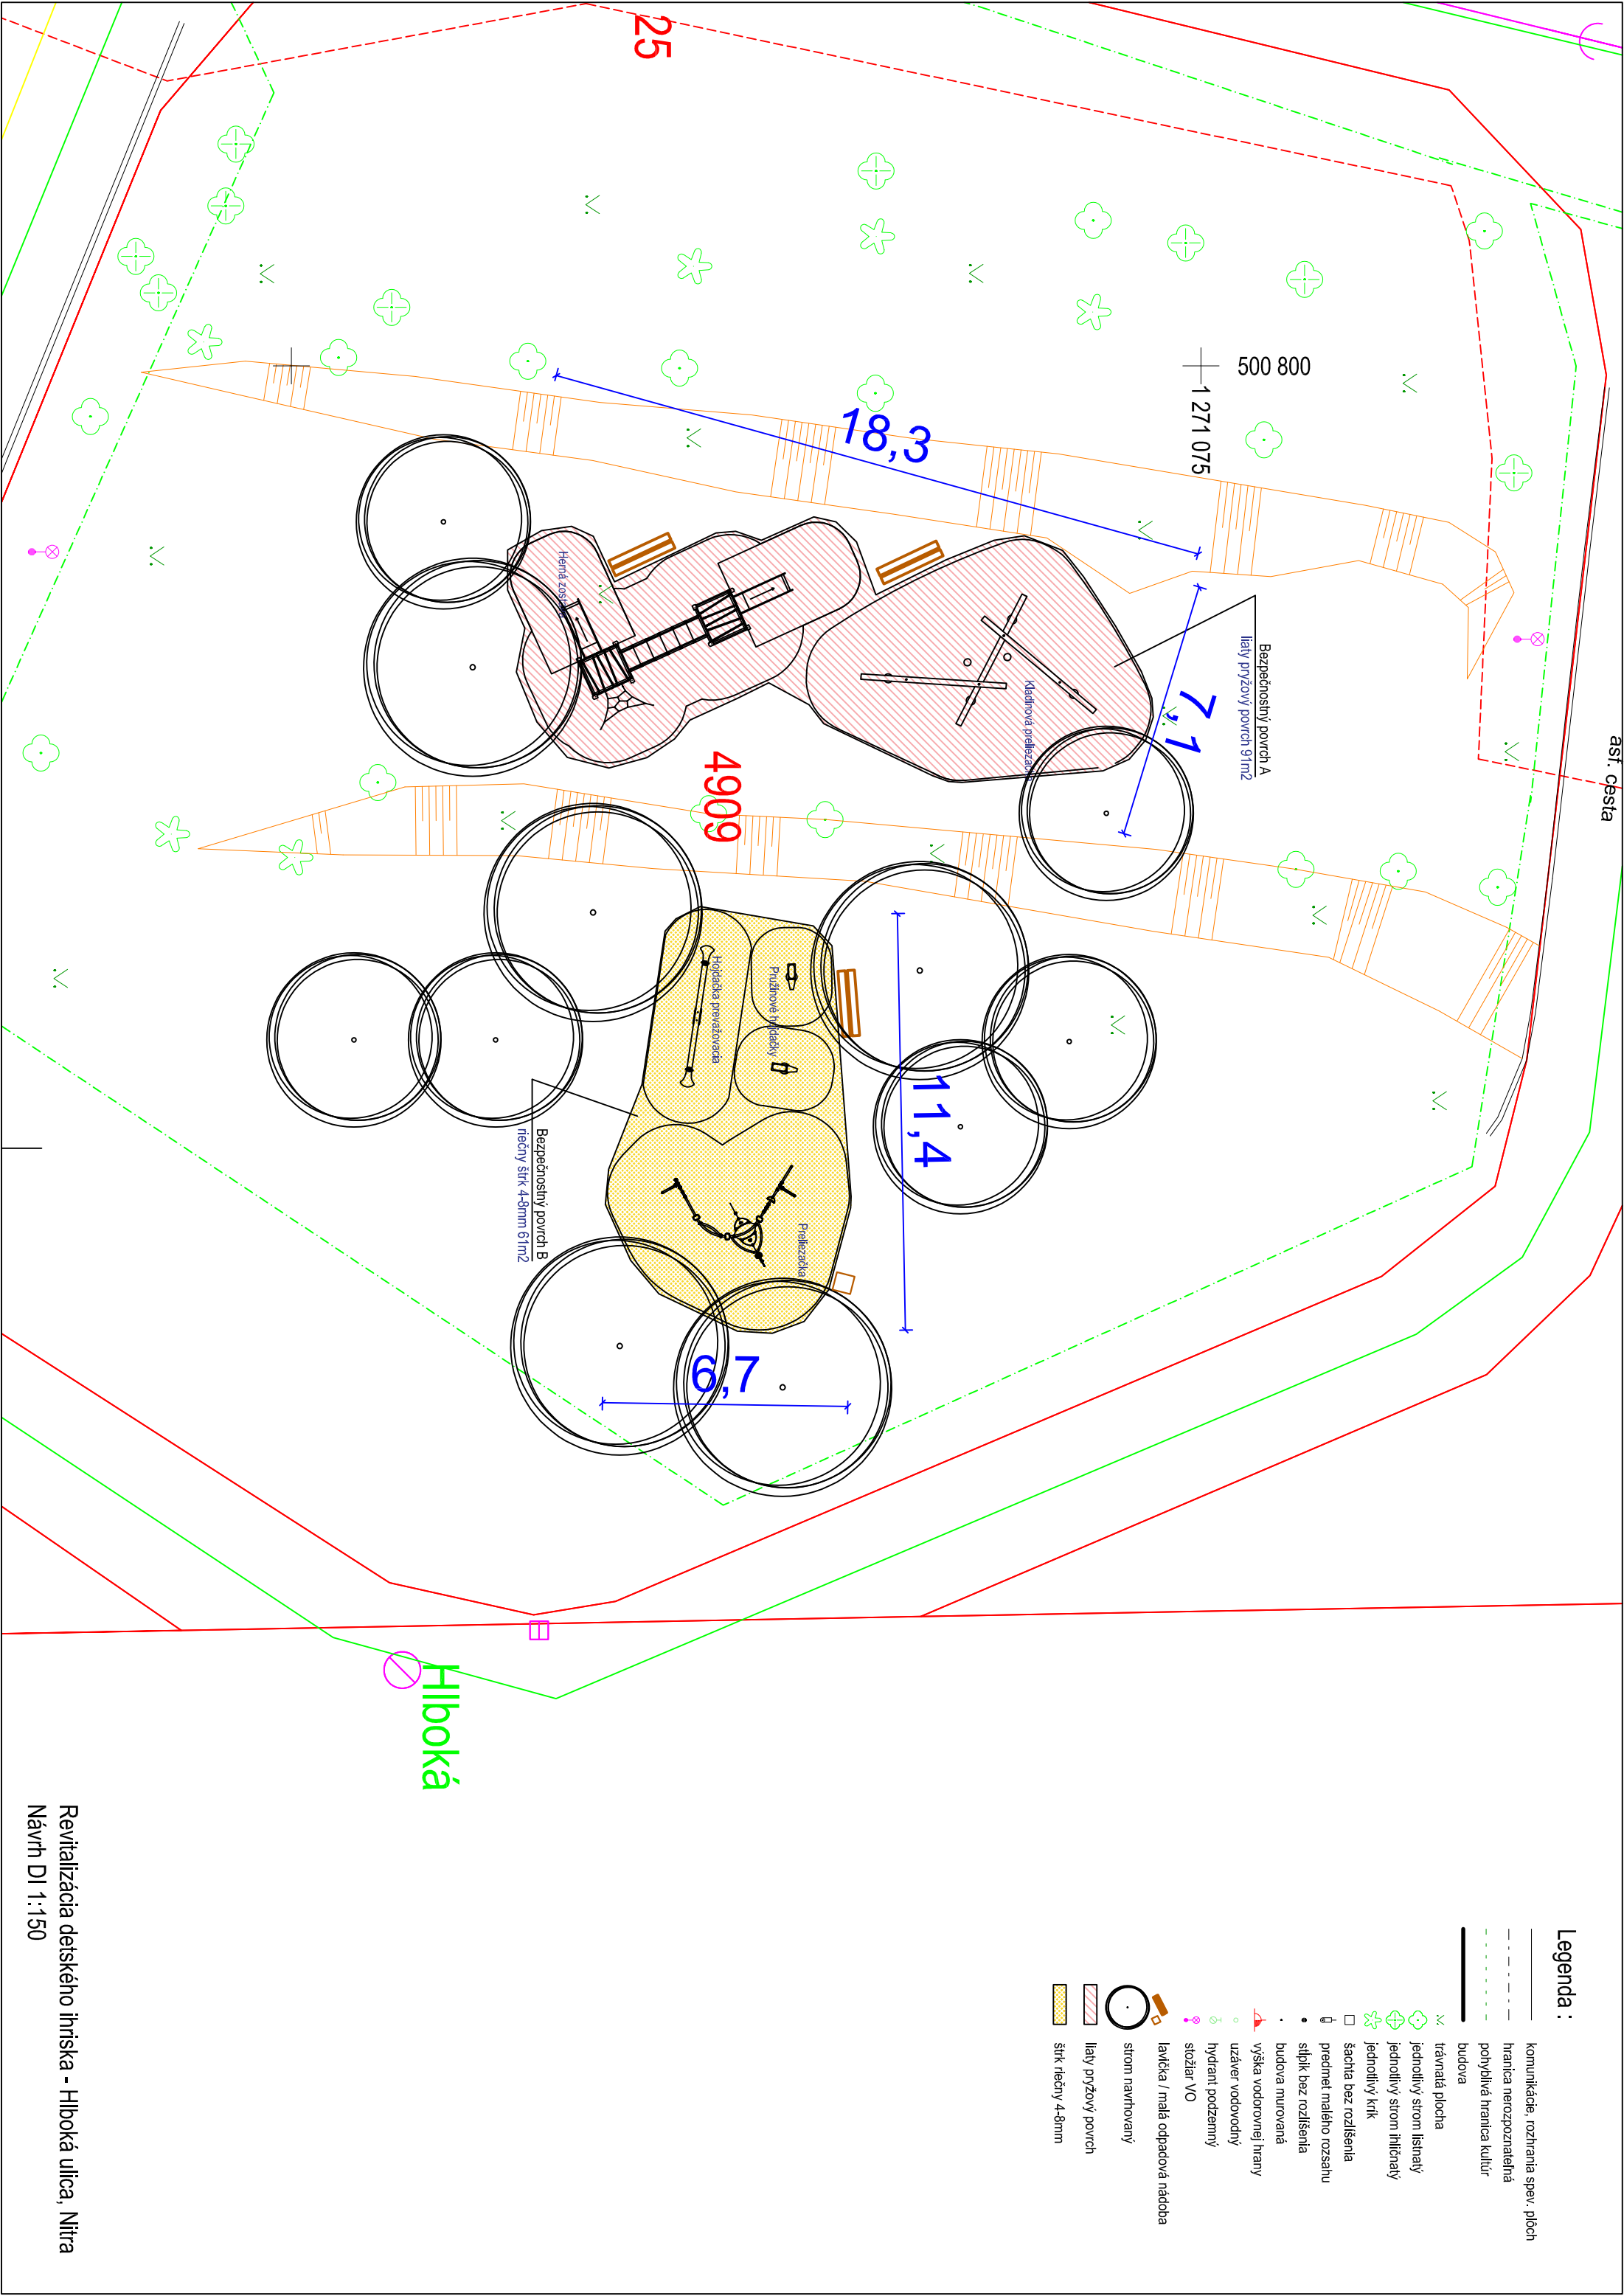 25
500 800
1 271 075
asf. cesta
18,3
7,1
Bezpečnostný povrch A
liaty pryžový povrch 91m2
Kladinová preliezačka
Herná zostava
4909
Hojdačka prevažovacia
Pružinové hojdačky
Preliezačka
11,4
6,7
Bezpečnostný povrch B
riečny štrk 4-8mm 61m2
Hlboká
Legenda :
komunikácie, rozhrania spev. plôch
hranica nerozpoznateľná
pohyblivá hranica kultúr
budova
trávnatá plocha
jednotlivý strom listnatý
jednotlivý strom ihličnatý
jednotlivý krík
šachta bez rozlíšenia
predmet malého rozsahu
stĺpik bez rozlíšenia
budova murovaná
výška vodorovnej hrany
uzáver vodovodný
hydrant podzemný
stožiar VO
lavička / malá odpadová nádoba
strom navrhovaný
liaty pryžový povrch
štrk riečny 4-8mm
Revitalizácia detského ihriska - Hlboká ulica, Nitra
Návrh DI 1:150